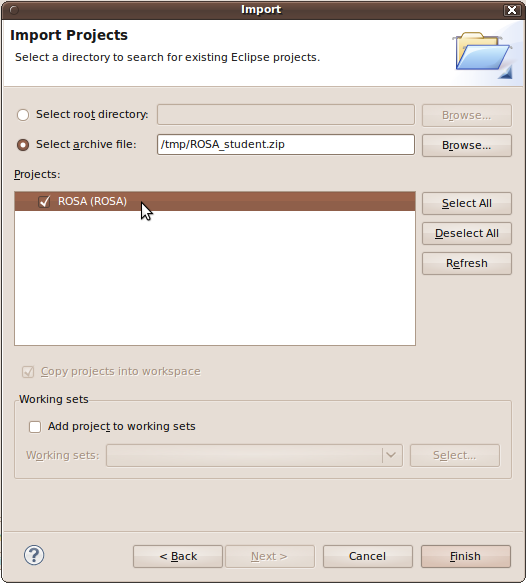 Import
Import Projects
Select a directory to search for existing Eclipse projects.
Select root directory:
Browse...
Select archive file:
/tmp/ROSA_student.zip
Browse...
Projects:
ROSA (ROSA)
Select All
Deselect All
Refresh
Copy projects into workspace
Working sets
Add project to working sets
Working sets:
Select...
?
< Back
Next >
Cancel
Finish